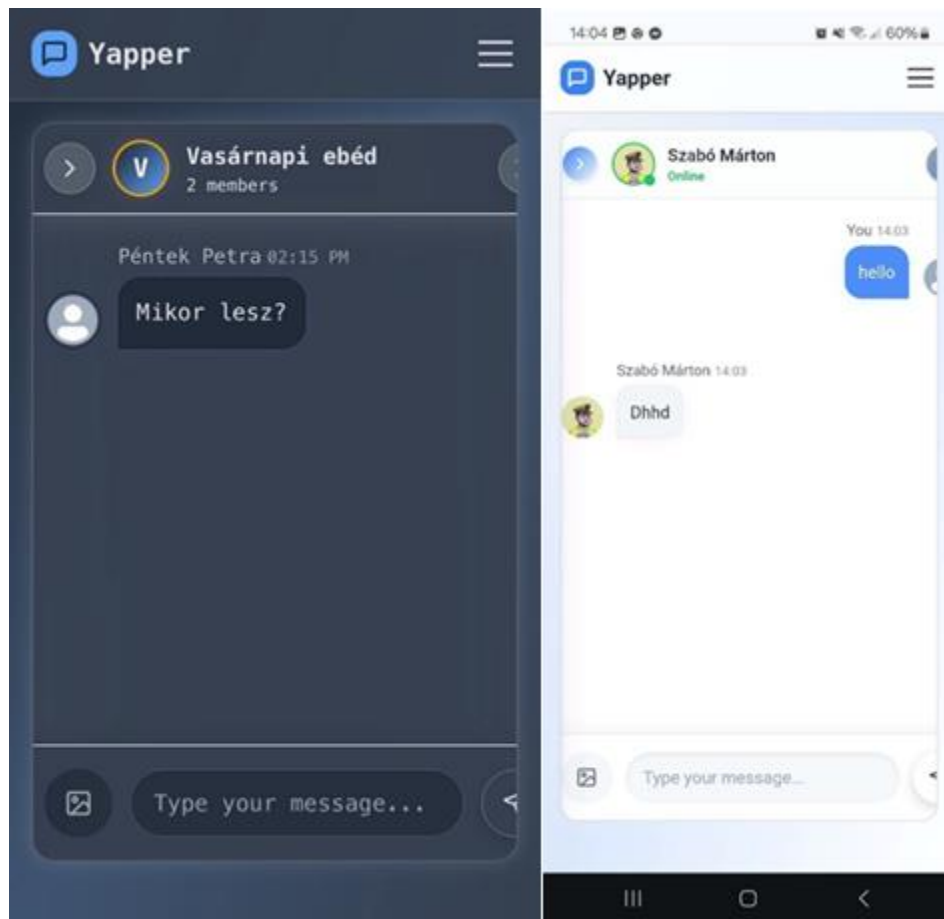 Yapper
V
Vasárnapi ebéd
2 members
Péntek Petra 02:15 PM
Mikor lesz?
Type your message...
14:04
60%
Yapper
Szabó Márton
Online
You 14:03
hello
Szabó Márton 14:03
Dhhd
Type your message...